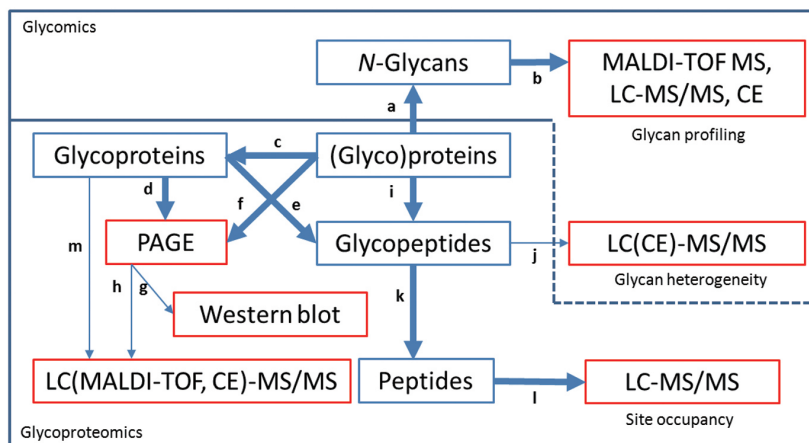 Glycomics
N-Glycans
b
MALDI-TOF MS,
LC-MS/MS, CE
Glycan profiling
a
Glycoproteins
c
(Glyco)proteins
d
f
e
i
m
PAGE
Glycopeptides
j
LC(CE)-MS/MS
Glycan heterogeneity
h
g
k
Western blot
LC(MALDI-TOF, CE)-MS/MS
Peptides
l
LC-MS/MS
Site occupancy
Glycoproteomics